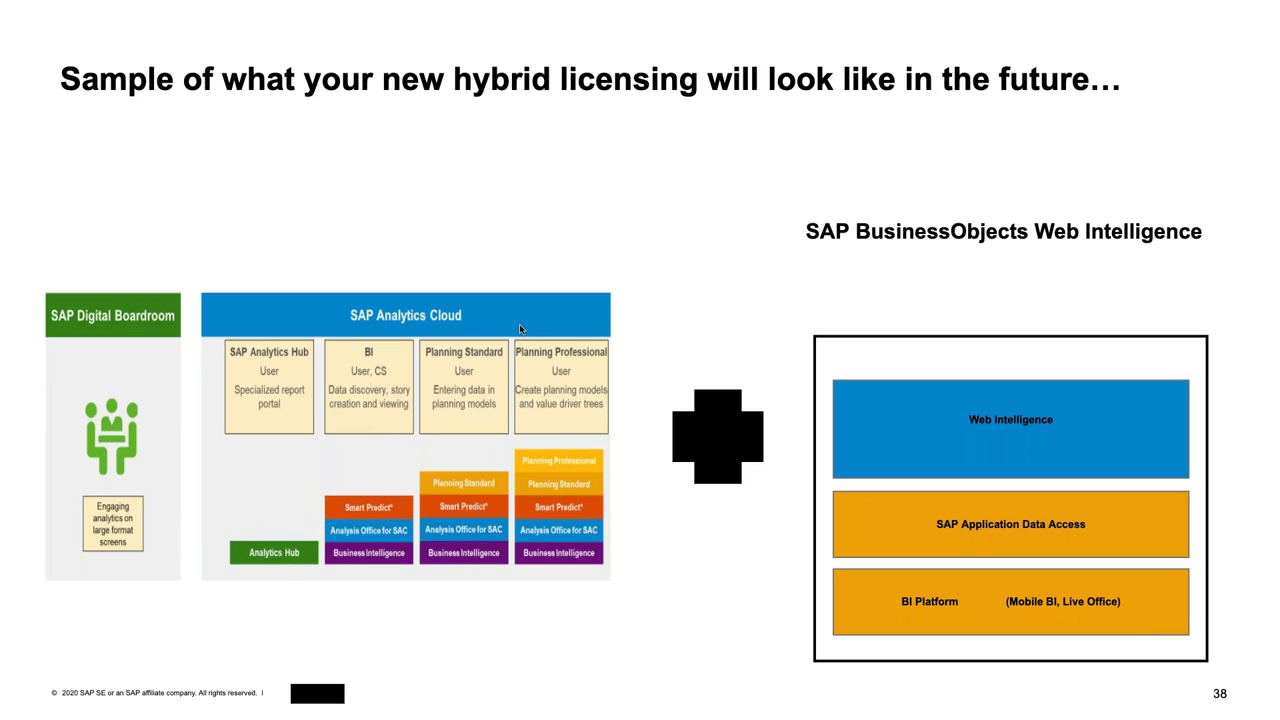 Sample of what your new hybrid licensing will look like in the future…
SAP BusinessObjects Web Intelligence
SAP Digital Boardroom
Engaging
analytics on
large format
screens
SAP Analytics Cloud
SAP Analytics Hub
User
Specialized report
portal
BI
User, CS
Data discovery, story
creation and viewing
Planning Standard
User
Entering data in
planning models
Planning Professional
User
Create planning models
and value driver trees
Analytics Hub
Smart Predict*
Analysis Office for SAC
Business Intelligence
Planning Standard
Smart Predict*
Analysis Office for SAC
Business Intelligence
Planning Professional
Planning Standard
Smart Predict*
Analysis Office for SAC
Business Intelligence
Web Intelligence
SAP Application Data Access
BI Platform (Mobile BI, Live Office)
© 2020 SAP SE or an SAP affiliate company. All rights reserved. I
38